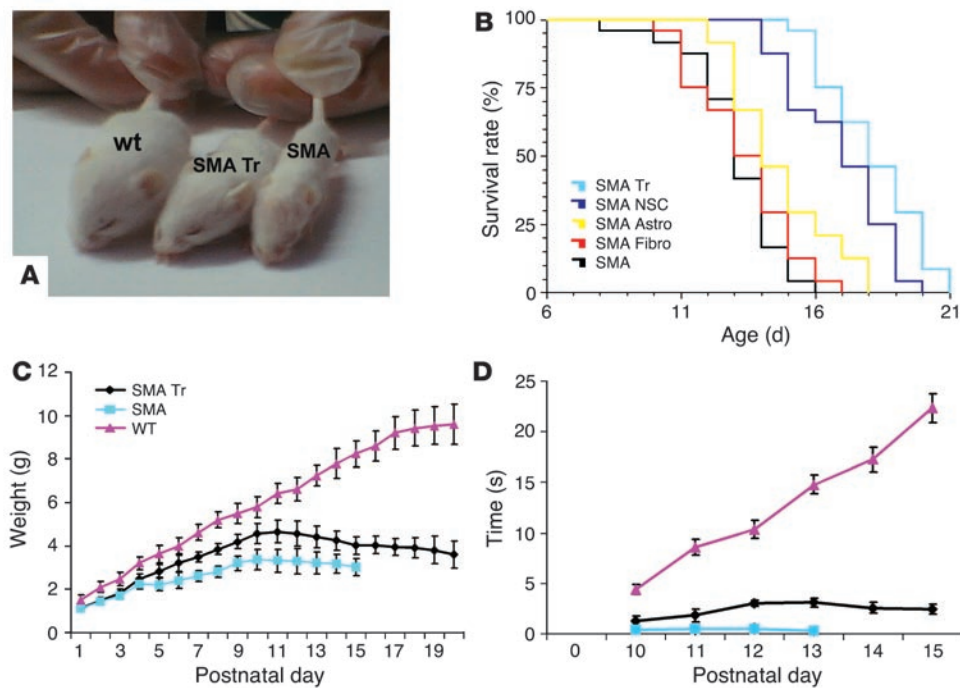 A
wt
SMA Tr
SMA
B
Survival rate (%)
100
75
50
25
0
SMA Tr
SMA NSC
SMA Astro
SMA Fibro
SMA
6 11 16 21
Age (d)
C
Weight (g)
12
10
8
6
4
2
0
SMA Tr
SMA
WT
1 3 5 7 9 11 13 15 17 19
Postnatal day
D
Time (s)
25
20
15
10
5
0
0 10 11 12 13 14 15
Postnatal day